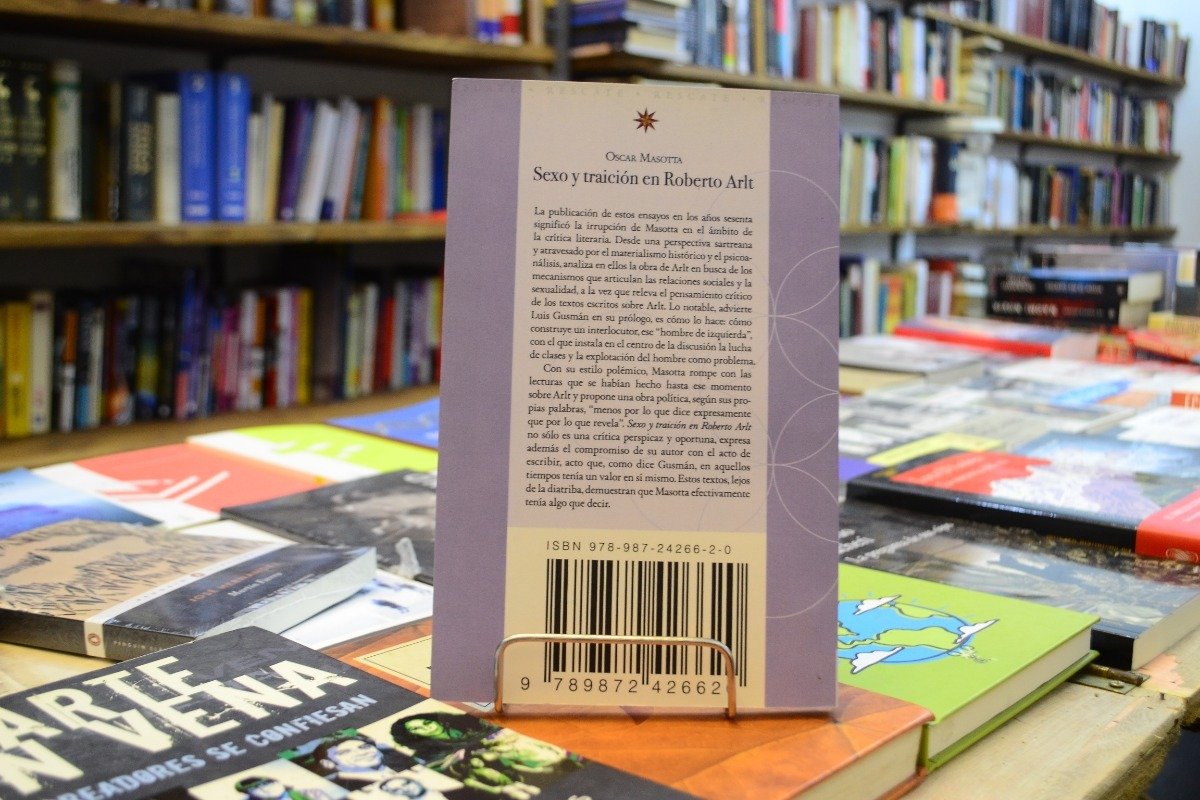 RESCATE · RESCATE
OSCAR MASOTTA
Sexo y traición en Roberto Arlt
La publicación de estos ensayos en los años sesenta
significó la irrupción de Masotta en el ámbito de
la crítica literaria. Desde una perspectiva sartreana
y atravesado por el materialismo histórico y el psicoa-
nálisis, analiza en ellos la obra de Arlt en busca de los
mecanismos que articulan las relaciones sociales y la
sexualidad, a la vez que releva el pensamiento crítico
de los textos escritos sobre Arlt. Lo notable, advierte
Luis Gusmán en su prólogo, es cómo lo hace: cómo
construye un interlocutor, ese “hombre de izquierda”,
con el que instala en el centro de la discusión la lucha
de clases y la explotación del hombre como problema.
Con su estilo polémico, Masotta rompe con las
lecturas que se habían hecho hasta ese momento
sobre Arlt y propone una obra política, según sus pro-
pias palabras, “menos por lo que dice expresamente
que por lo que revela”. Sexo y traición en Roberto Arlt
no sólo es una crítica perspicaz y oportuna, expresa
además el compromiso de su autor con el acto de
escribir, acto que, como dice Gusmán, en aquellos
tiempos tenía un valor en sí mismo. Estos textos, lejos
de la diatriba, demuestran que Masotta efectivamente
tenía algo que decir.
ISBN 978-987-24266-2-0
9 789872 42662
ARTE
N VENA
READORES SE CONFIESAN